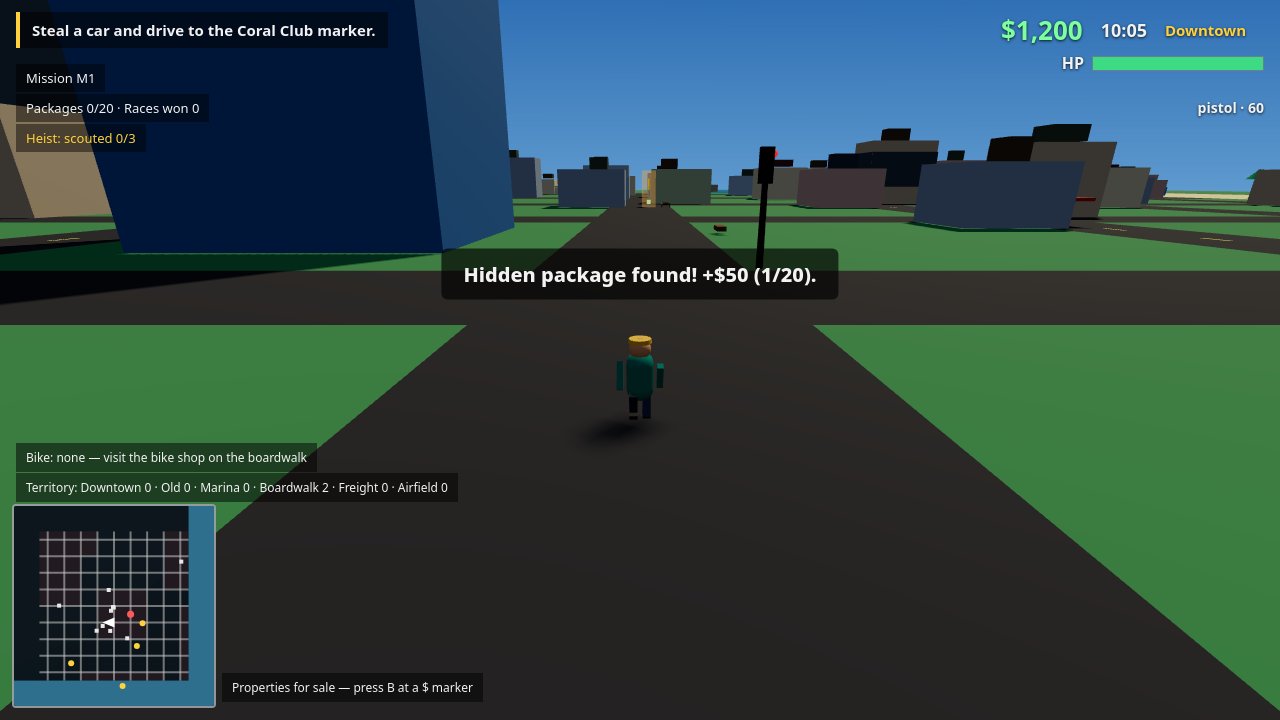 Steal a car and drive to the Coral Club marker.
$1,200 10:05 Downtown
HP
Mission M1
Packages 0/20 · Races won 0
pistol · 60
Heist: scouted 0/3
Hidden package found! +$50 (1/20).
Bike: none — visit the bike shop on the boardwalk
Territory: Downtown 0 · Old 0 · Marina 0 · Boardwalk 2 · Freight 0 · Airfield 0
Properties for sale — press B at a $ marker